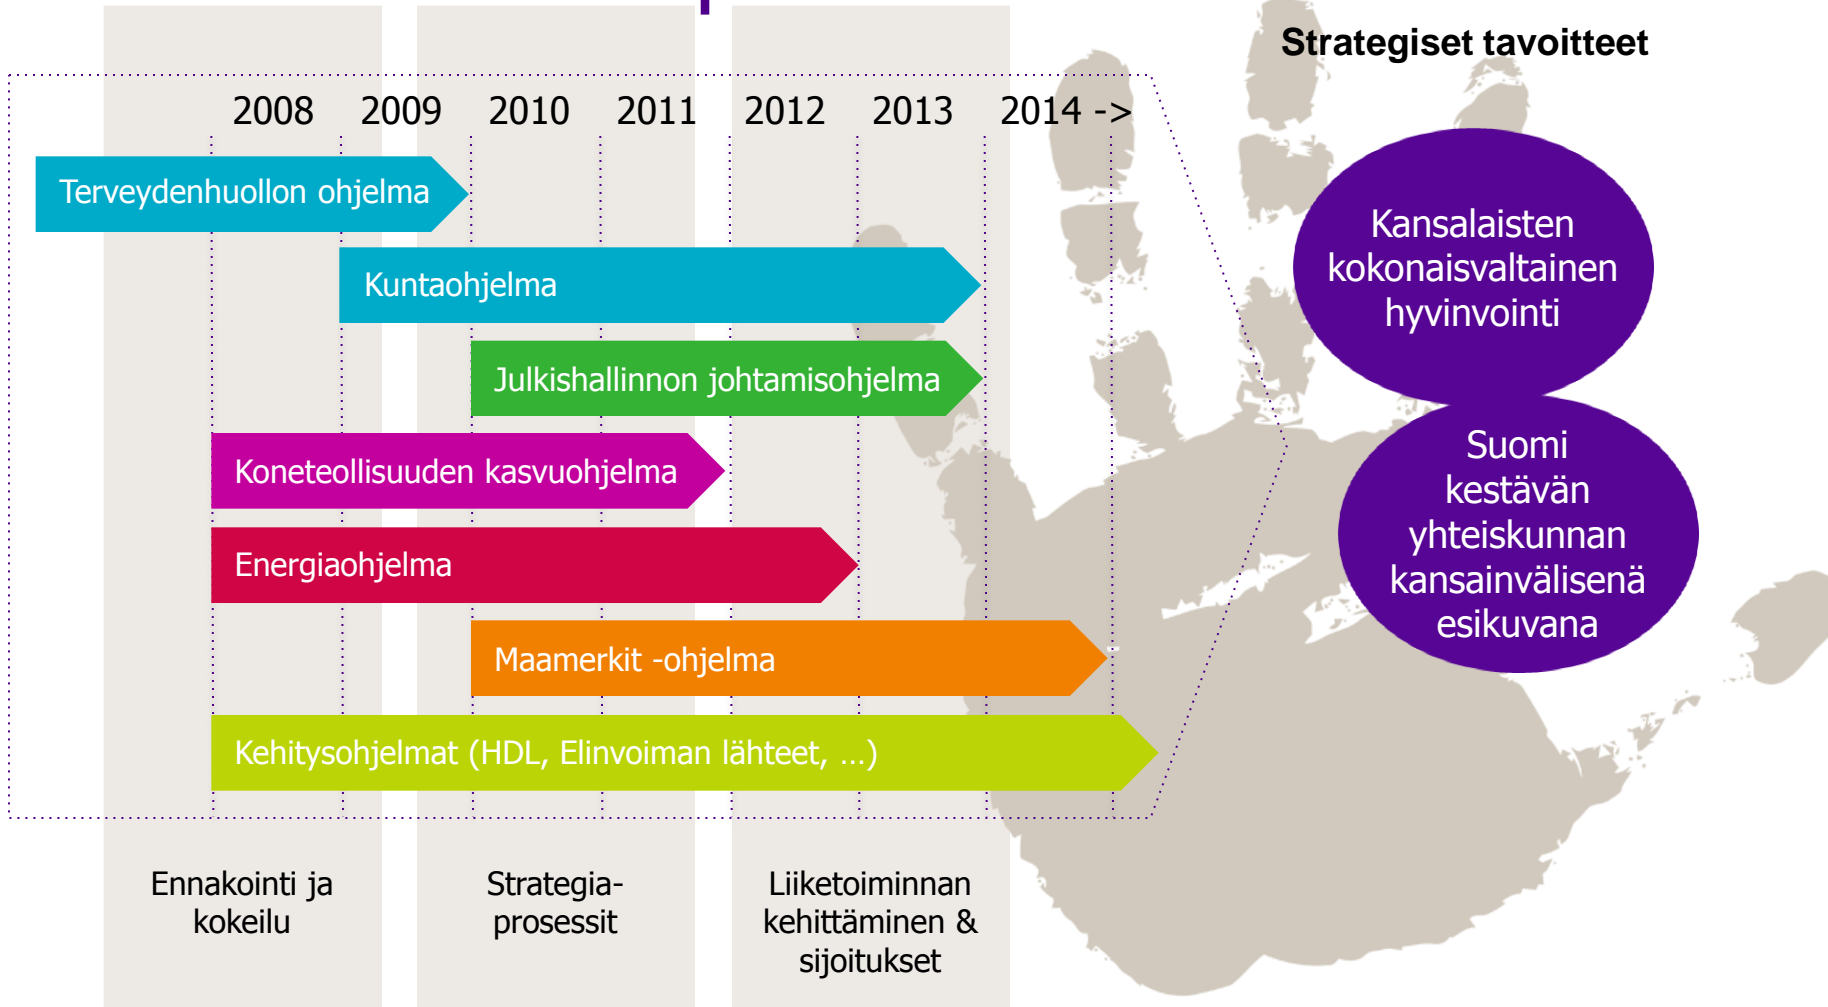 Strategiset tavoitteet
2008 2009 2010 2011 2012 2013 2014 ->
Terveydenhuollon ohjelma
Kuntaohjelma
Julkishallinnon johtamisohjelma
Koneteollisuuden kasvuohjelma
Energiaohjelma
Maamerkit -ohjelma
Kehitysohjelmat (HDL, Elinvoiman lähteet, ...)
Kansalaisten
kokonaisvaltainen
hyvinvointi
Suomi
kestävän
yhteiskunnan
kansainvälisenä
esikuvana
Ennakointi ja
kokeilu
Strategia-
prosessit
Liiketoiminnan
kehittäminen &
sijoitukset